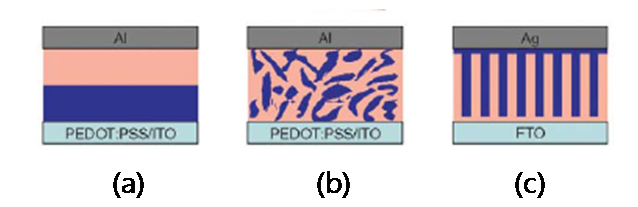 Al Al Ag
PEDOT:PSS/ITO PEDOT:PSS/ITO FTO
(a) (b) (c)